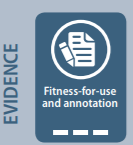 EVIDENCE
Fitness-for-use
and annotation